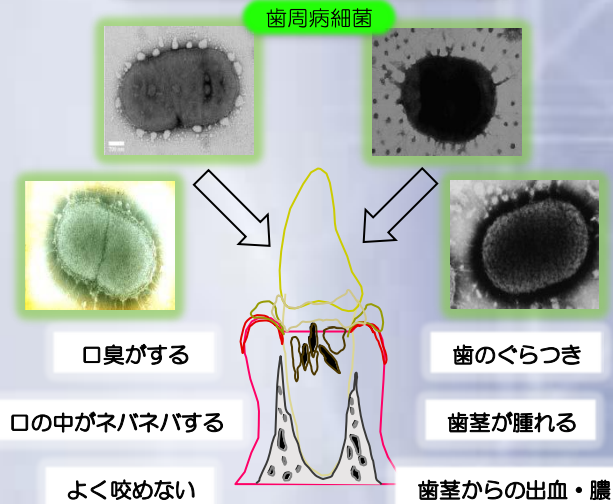 歯周病細菌
口臭がする
歯のぐらつき
口の中がネバネバする
歯茎が腫れる
よく咬めない
歯茎からの出血・膿